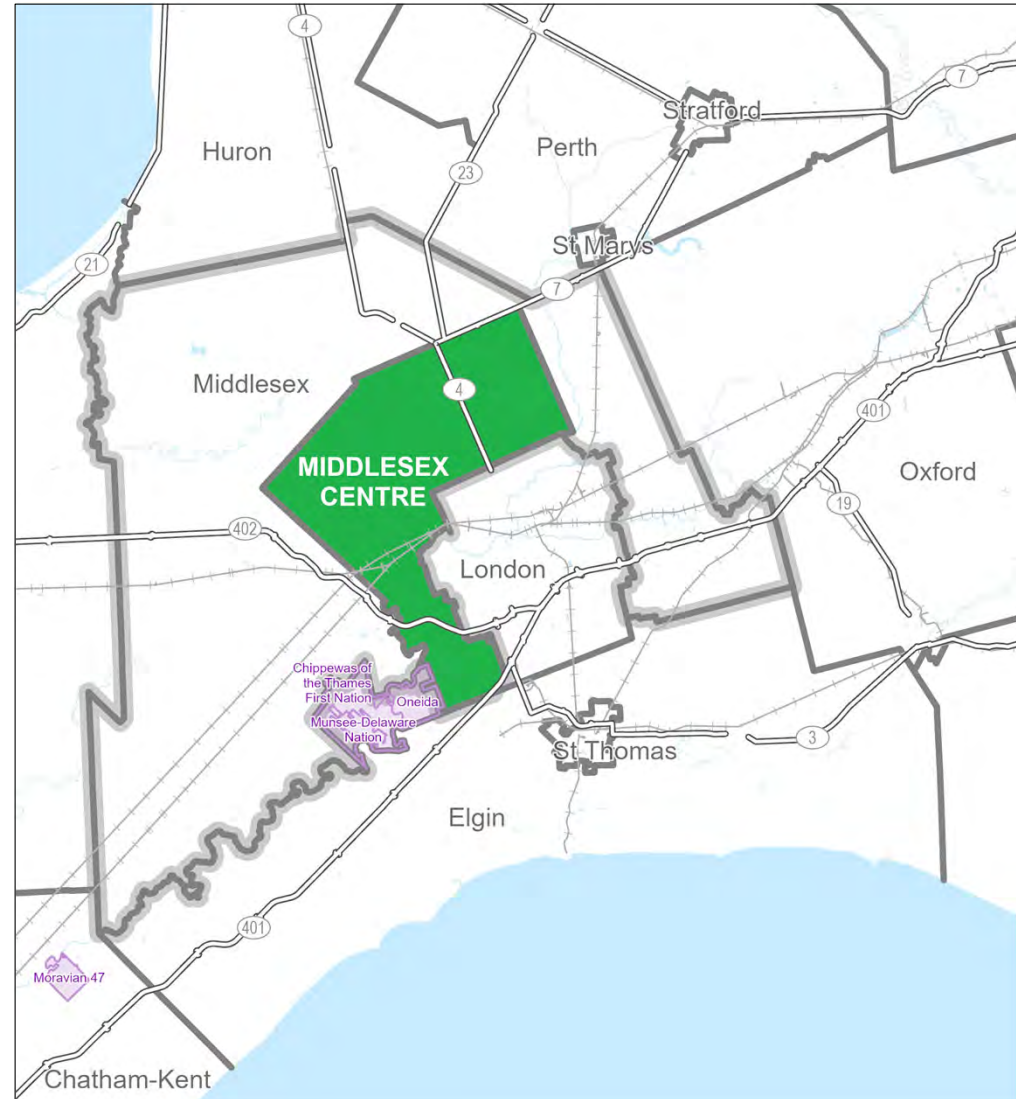 4
7
Stratford
Huron
Perth
23
St Marys
21
7
Middlesex
4
401
MIDDLESEX
CENTRE
Oxford
19
402
London
Chippewas of
the Thames
First Nation
Oneida
Munsee-Delaware
Nation
3
St Thomas
Elgin
401
Moravian 47
Chatham-Kent